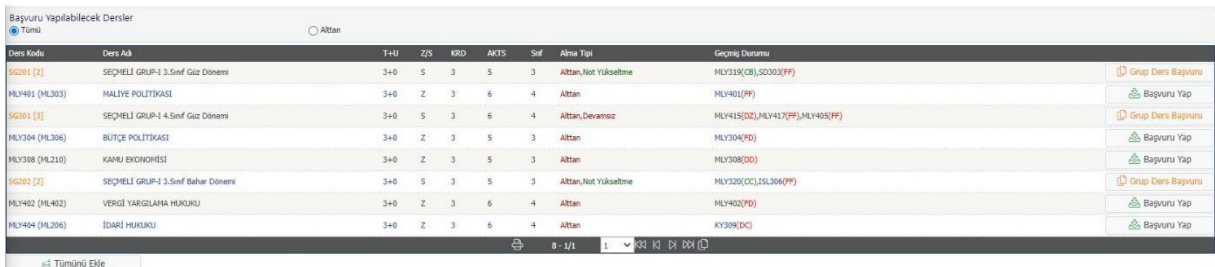 Başvuru Yapılabilecek Dersler
Tümü Alttan
Ders Kodu Ders Adı T+U Z/S KRD AKTS Snf Alma Tipi Geçmiş Durumu
SG201 [2] SEÇMELİ GRUP-I 3.Sınıf Güz Dönemi 3+0 S 3 5 3 Alttan,Not Yükseltme MLY319(CB),SD303(FF) Grup Ders Başvuru
MLY401 (ML303) MALİYE POLİTİKASI 3+0 Z 3 6 4 Alttan MLY401(FF) Başvuru Yap
SG301 [3] SEÇMELİ GRUP-I 4.Sınıf Güz Dönemi 3+0 S 3 6 4 Alttan,Devamsız MLY415(DZ),MLY417(FF),MLY405(FF) Grup Ders Başvuru
MLY304 (ML306) BÜTÇE POLİTİKASI 3+0 Z 3 5 3 Alttan MLY304(FD) Başvuru Yap
MLY308 (ML210) KAMU EKONOMİSİ 3+0 Z 3 5 3 Alttan MLY308(DD) Başvuru Yap
SG202 [2] SEÇMELİ GRUP-I 3.Sınıf Bahar Dönemi 3+0 S 3 5 3 Alttan,Not Yükseltme MLY320(CC),ISL306(FF) Grup Ders Başvuru
MLY402 (ML402) VERGİ YARGILAMA HUKUKU 3+0 Z 3 6 4 Alttan MLY402(FD) Başvuru Yap
MLY404 (ML206) İDARİ HUKUKU 3+0 Z 3 6 4 Alttan KY309(DC) Başvuru Yap
8 - 1/1 1
Tümünü Ekle